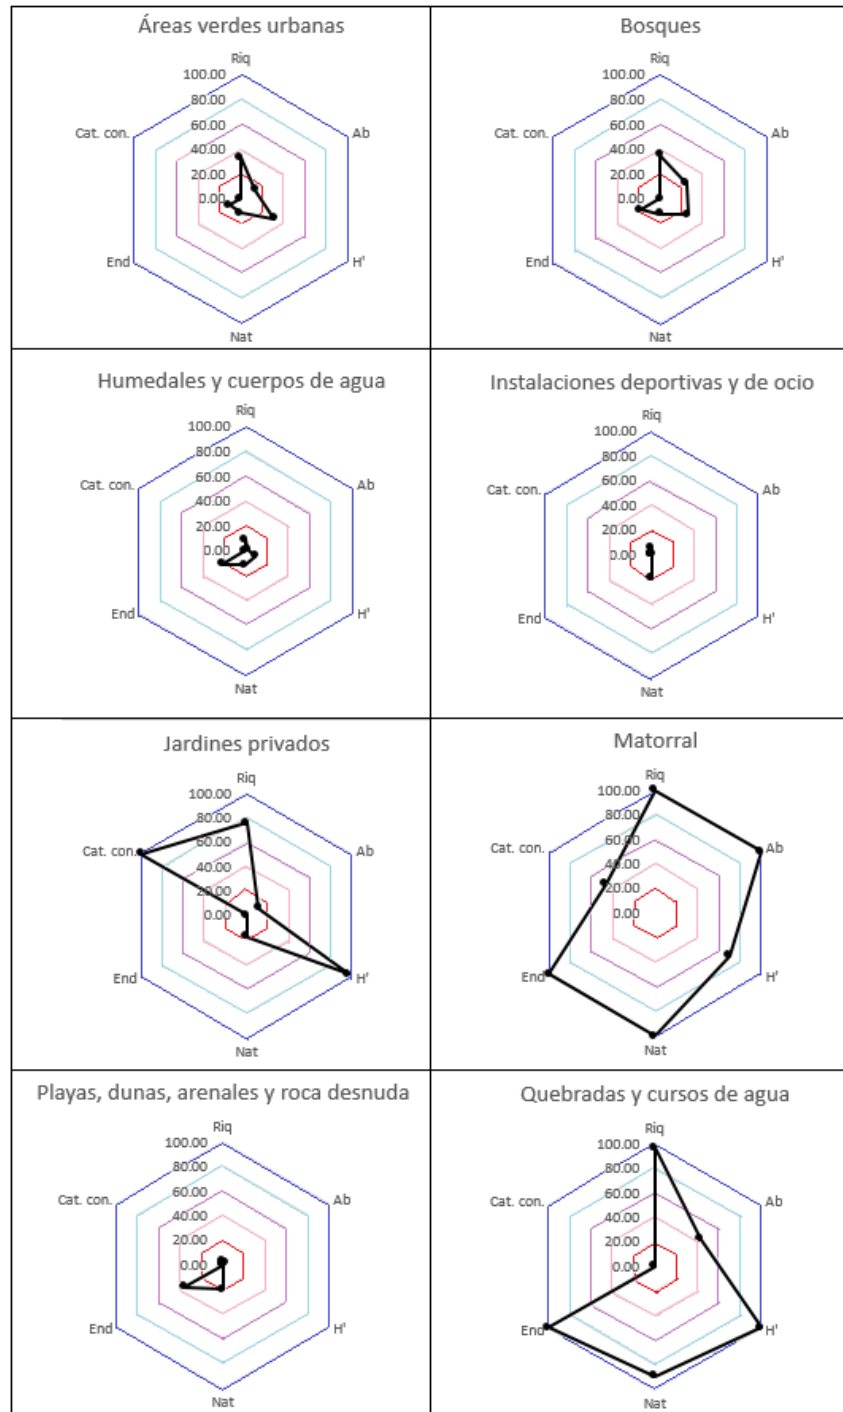 Áreas verdes urbanas
Riq
100.00
80.00
60.00
40.00
20.00
0.00
Cat. con.
Ab
End
H'
Nat
Bosques
Riq
100.00
80.00
60.00
40.00
20.00
0.00
Cat. con.
Ab
End
H'
Nat
Humedales y cuerpos de agua
Riq
100.00
80.00
60.00
40.00
20.00
0.00
Cat. con.
Ab
End
H'
Nat
Instalaciones deportivas y de ocio
Riq
100.00
80.00
60.00
40.00
20.00
0.00
Cat. con.
Ab
End
H'
Nat
Jardines privados
Riq
100.00
80.00
60.00
40.00
20.00
0.00
Cat. con.
Ab
End
H'
Nat
Matorral
Riq
100.00
80.00
60.00
40.00
20.00
0.00
Cat. con.
Ab
End
H'
Nat
Playas, dunas, arenales y roca desnuda
Riq
100.00
80.00
60.00
40.00
20.00
0.00
Cat. con.
Ab
End
H'
Nat
Quebradas y cursos de agua
Riq
100.00
80.00
60.00
40.00
20.00
0.00
Cat. con.
Ab
End
H'
Nat